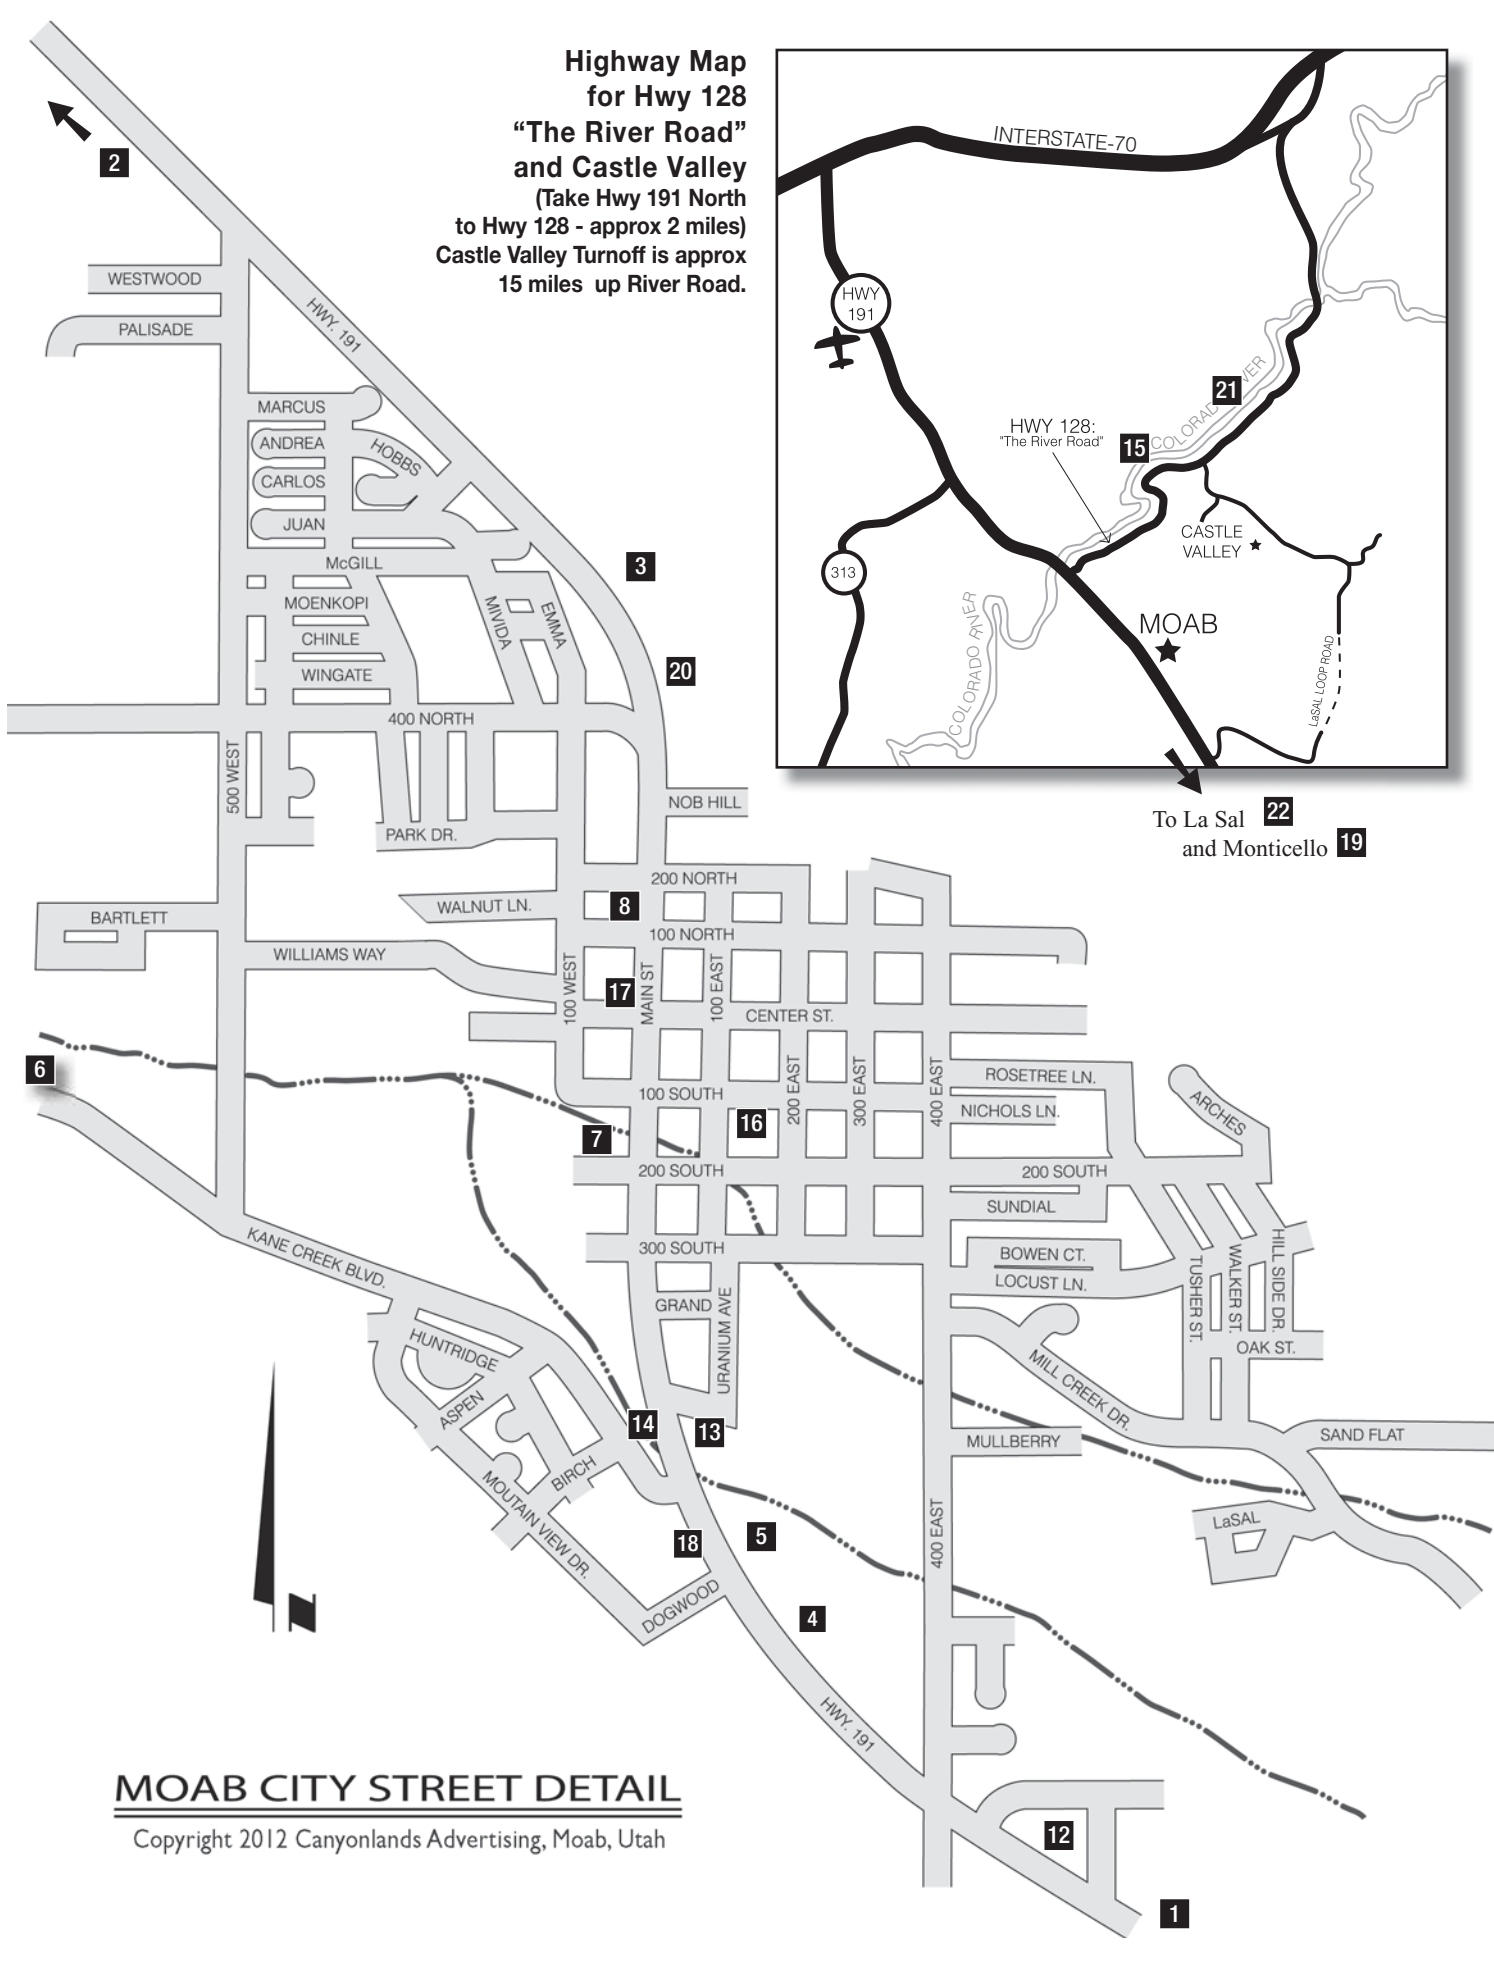 Highway Map
for Hwy 128
“The River Road”
and Castle Valley
(Take Hwy 191 North
to Hwy 128 - approx 2 miles)
Castle Valley Turnoff is approx
15 miles up River Road.
INTERSTATE-70
HWY
191
COLORADO RIVER
21
15
HWY 128:
"The River Road"
CASTLE
VALLEY
313
COLORADO RIVER
MOAB
LaSAL LOOP ROAD
To La Sal 22
and Monticello 19
2
WESTWOOD
PALISADE
HWY. 191
MARCUS
ANDREA
HOBBS
CARLOS
JUAN
McGILL
3
MOENKOPI
MIVIDA
EMMA
CHINLE
WINGATE
20
400 NORTH
500 WEST
NOB HILL
PARK DR.
200 NORTH
WALNUT LN.
8
BARTLETT
100 NORTH
WILLIAMS WAY
100 WEST
17
MAIN ST
100 EAST
CENTER ST.
6
200 EAST
300 EAST
400 EAST
ROSETREE LN.
100 SOUTH
NICHOLS LN.
ARCHES
16
7
200 SOUTH
200 SOUTH
SUNDIAL
KANE CREEK BLVD.
300 SOUTH
BOWEN CT.
LOCUST LN.
TUSHER ST.
WALKER ST.
HILL SIDE DR.
GRAND
URANIUM AVE
HUNTRIDGE
OAK ST.
MILL CREEK DR.
ASPEN
14
13
MULLBERRY
SAND FLAT
BIRCH
MOUTAIN VIEW DR.
18
5
400 EAST
LaSAL
DOGWOOD
4
HWY. 191
12
1
MOAB CITY STREET DETAIL
Copyright 2012 Canyonlands Advertising, Moab, Utah